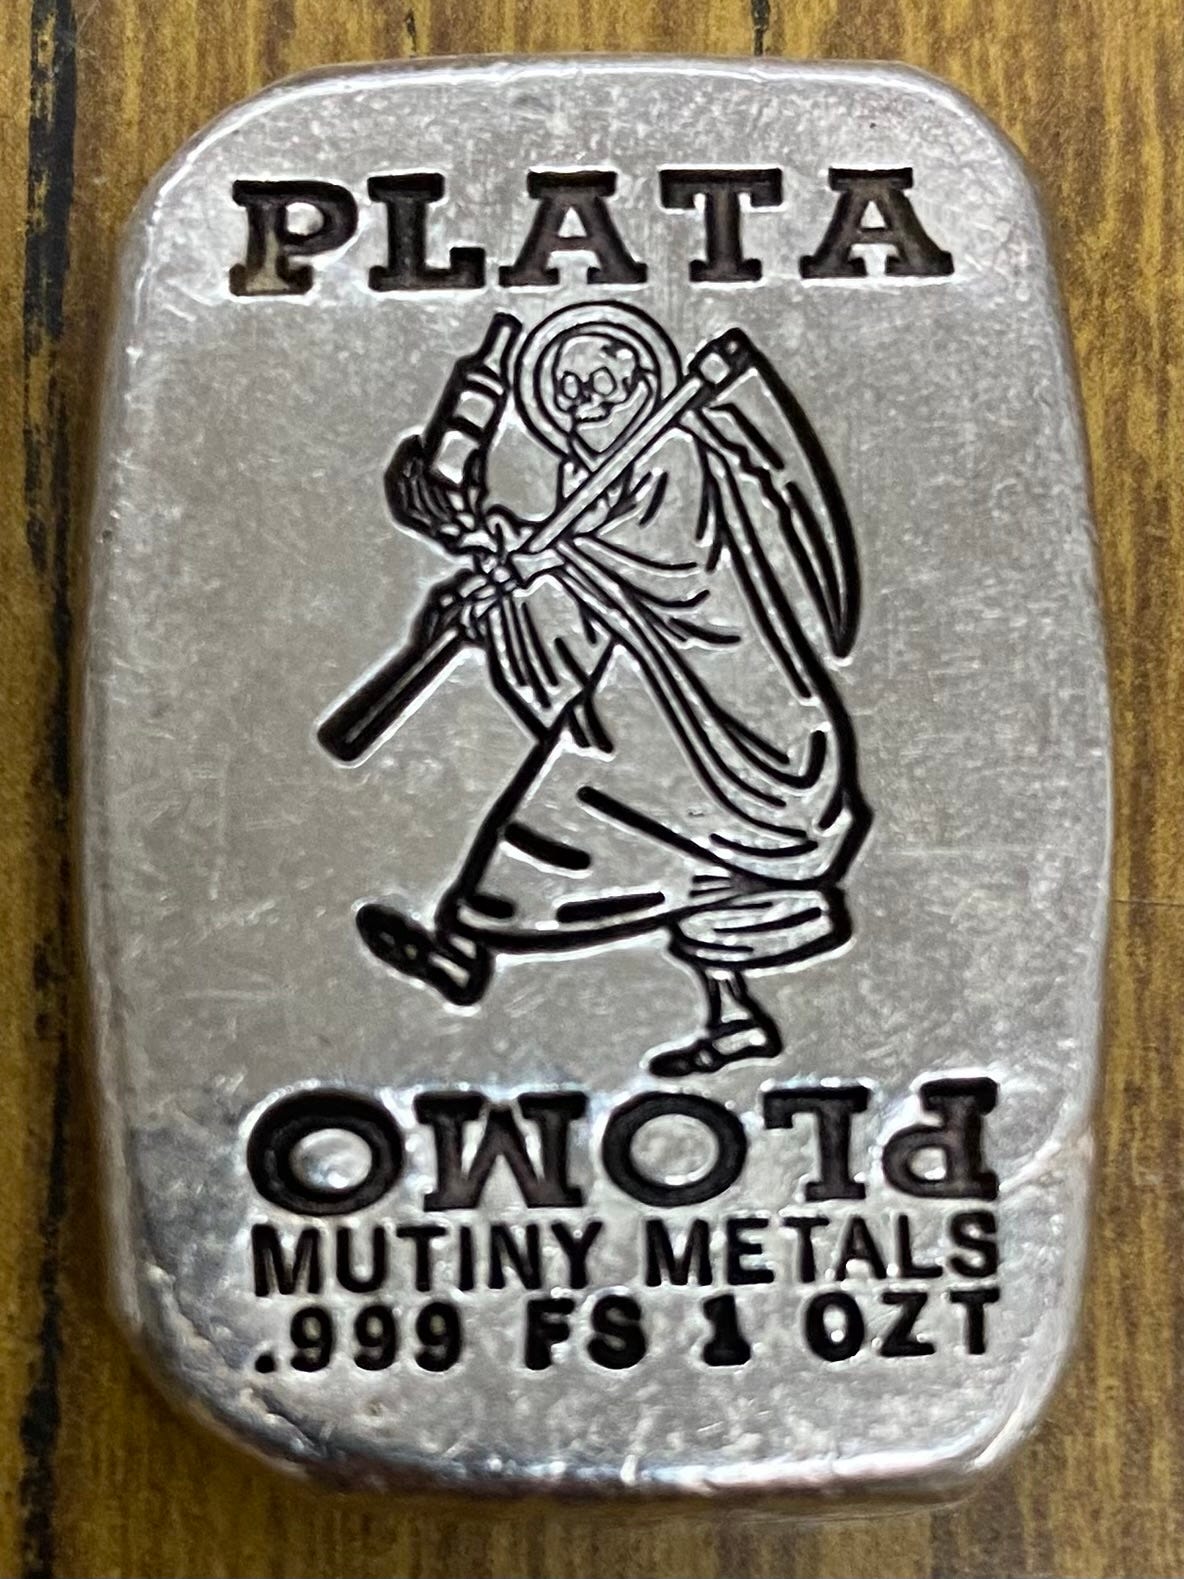 PLATA
PLOMO
MUTINY METALS
.999 FS 1 OZT